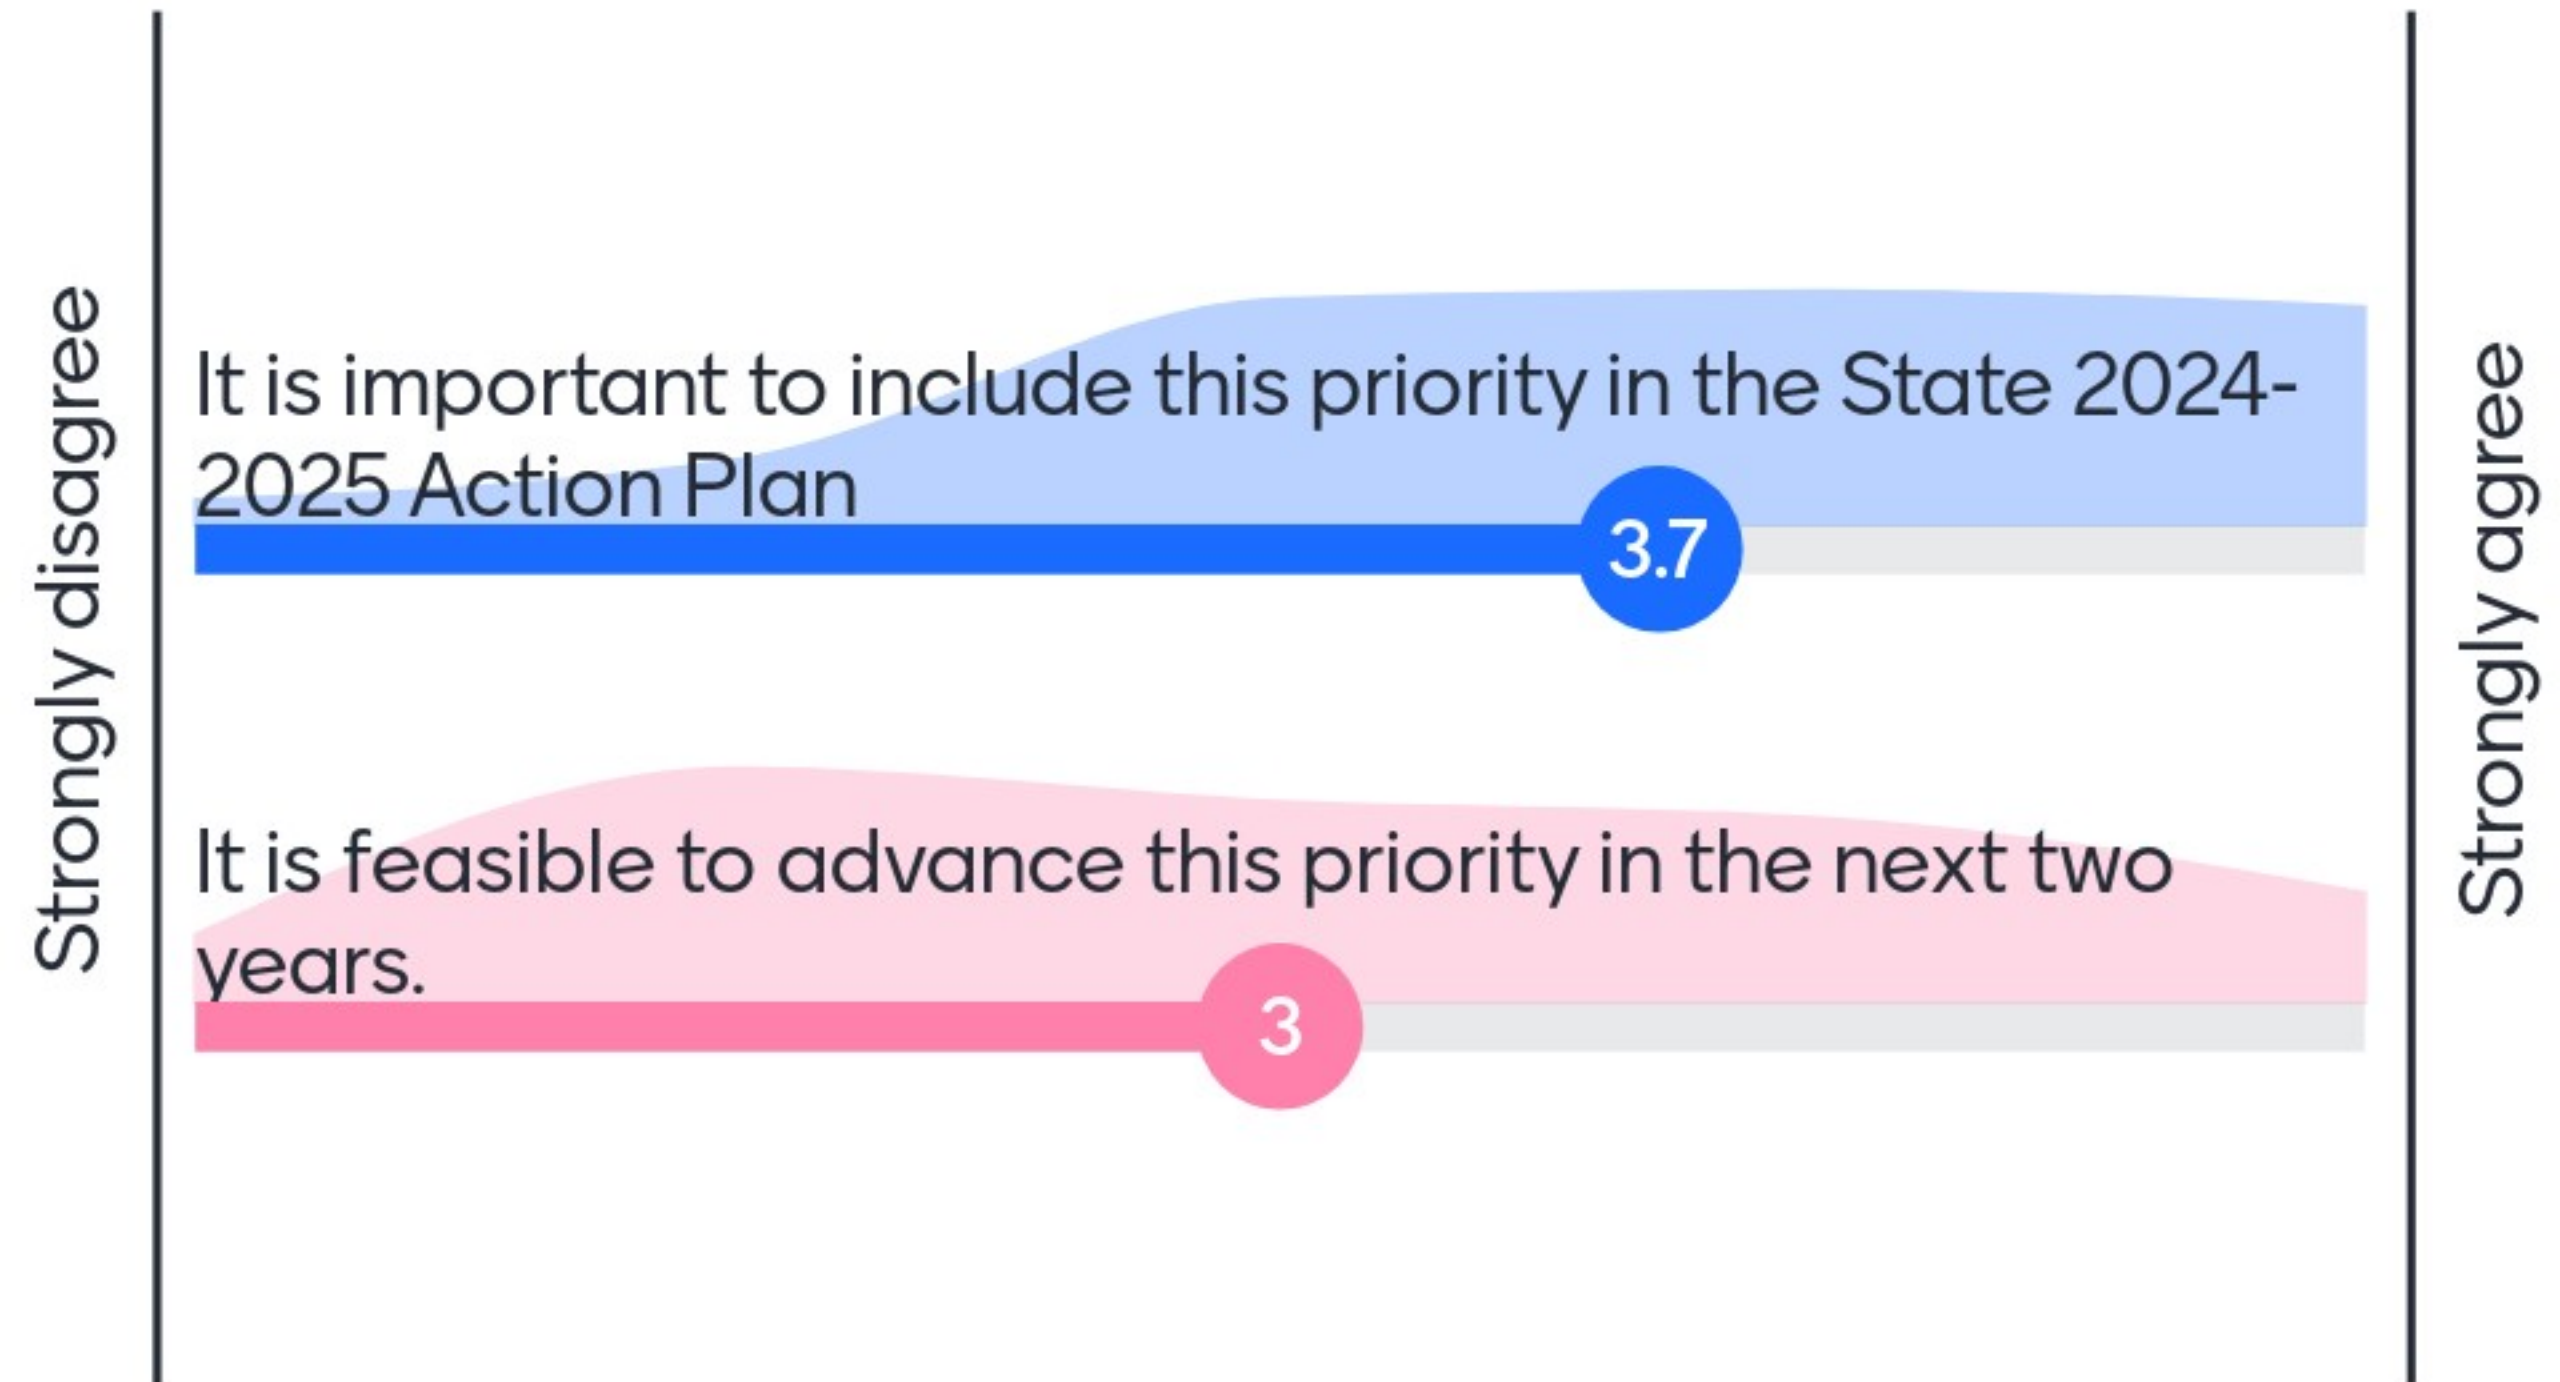 Strongly disagree
It is important to include this priority in the State 2024-
2025 Action Plan
3.7
It is feasible to advance this priority in the next two
years.
3
Strongly agree